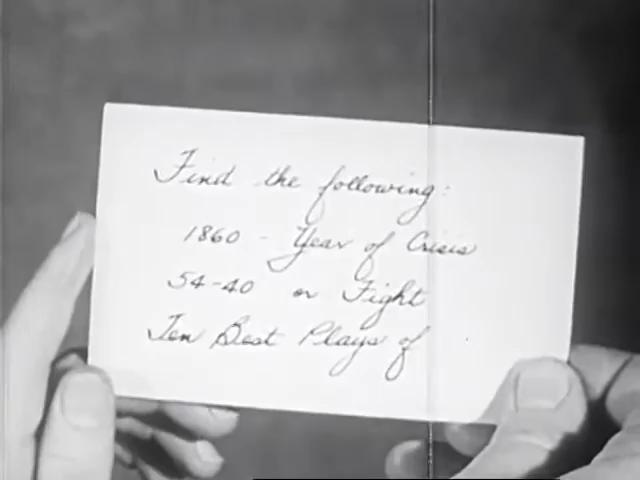 Find the following:
1860 - Year of Crisis
54-40 or Fight
Ten Best Plays of